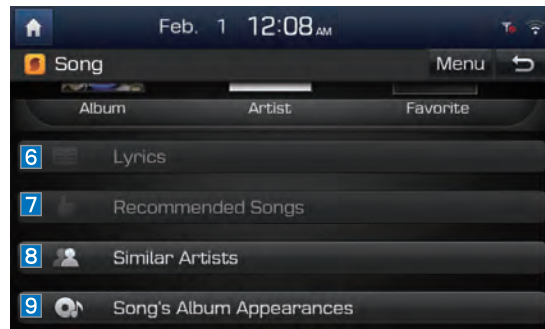 Feb. 1 12:08 AM
Song Menu
Album Artist Favorite
6 Lyrics
7 Recommended Songs
8 Similar Artists
9 Song's Album Appearances